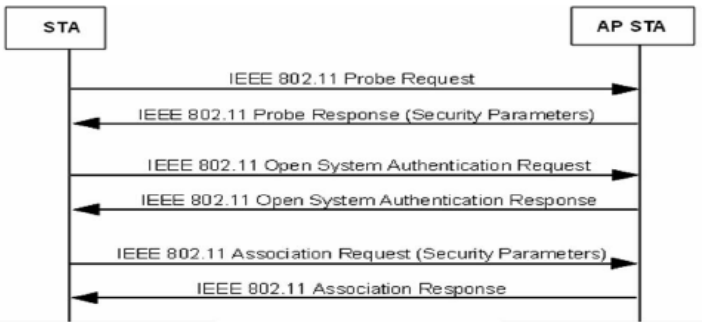 STA
AP STA
IEEE 802.11 Probe Request
IEEE 802.11 Probe Response (Security Parameters)
IEEE 802.11 Open System Authentication Request
IEEE 802.11 Open System Authentication Response
IEEE 802.11 Association Request (Security Parameters)
IEEE 802.11 Association Response